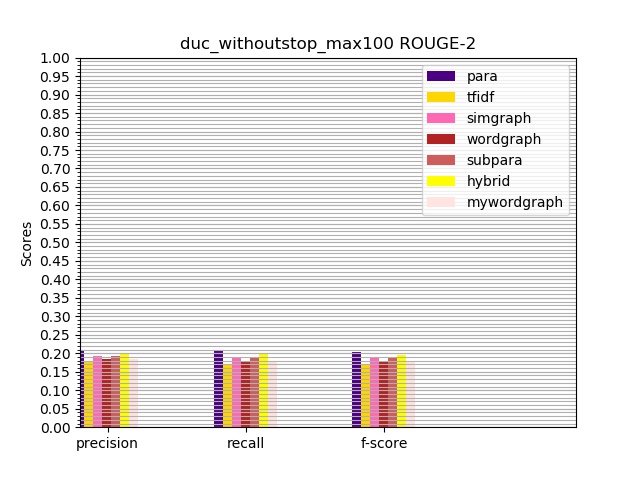 duc_withoutstop_max100 ROUGE-2
1.00
0.95
0.90
0.85
0.80
0.75
0.70
0.65
0.60
0.55
0.50
0.45
0.40
0.35
0.30
0.25
0.20
0.15
0.10
0.05
0.00
Scores
para
tfidf
simgraph
wordgraph
subpara
hybrid
mywordgraph
precision
recall
f-score